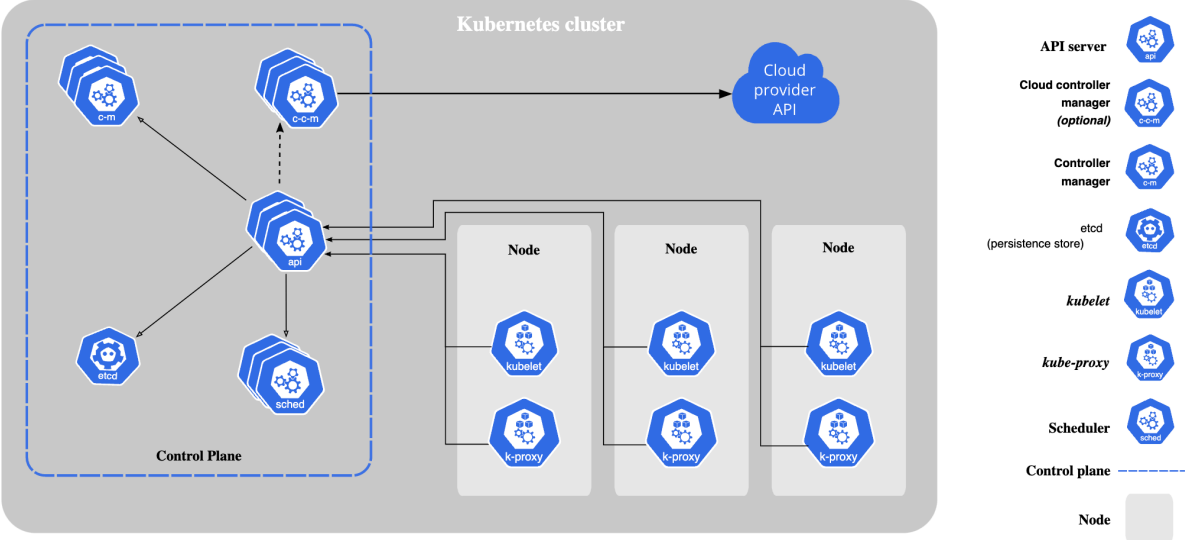 Kubernetes cluster
c-m
c-c-m
Cloud
provider
API
api
etcd
sched
Control Plane
Node
kubelet
k-proxy
Node
kubelet
k-proxy
Node
kubelet
k-proxy
API server
api
Cloud controller
manager
(optional)
c-c-m
Controller
manager
c-m
etcd
(persistence store)
etcd
kubelet
kubelet
kube-proxy
k-proxy
Scheduler
sched
Control plane
Node